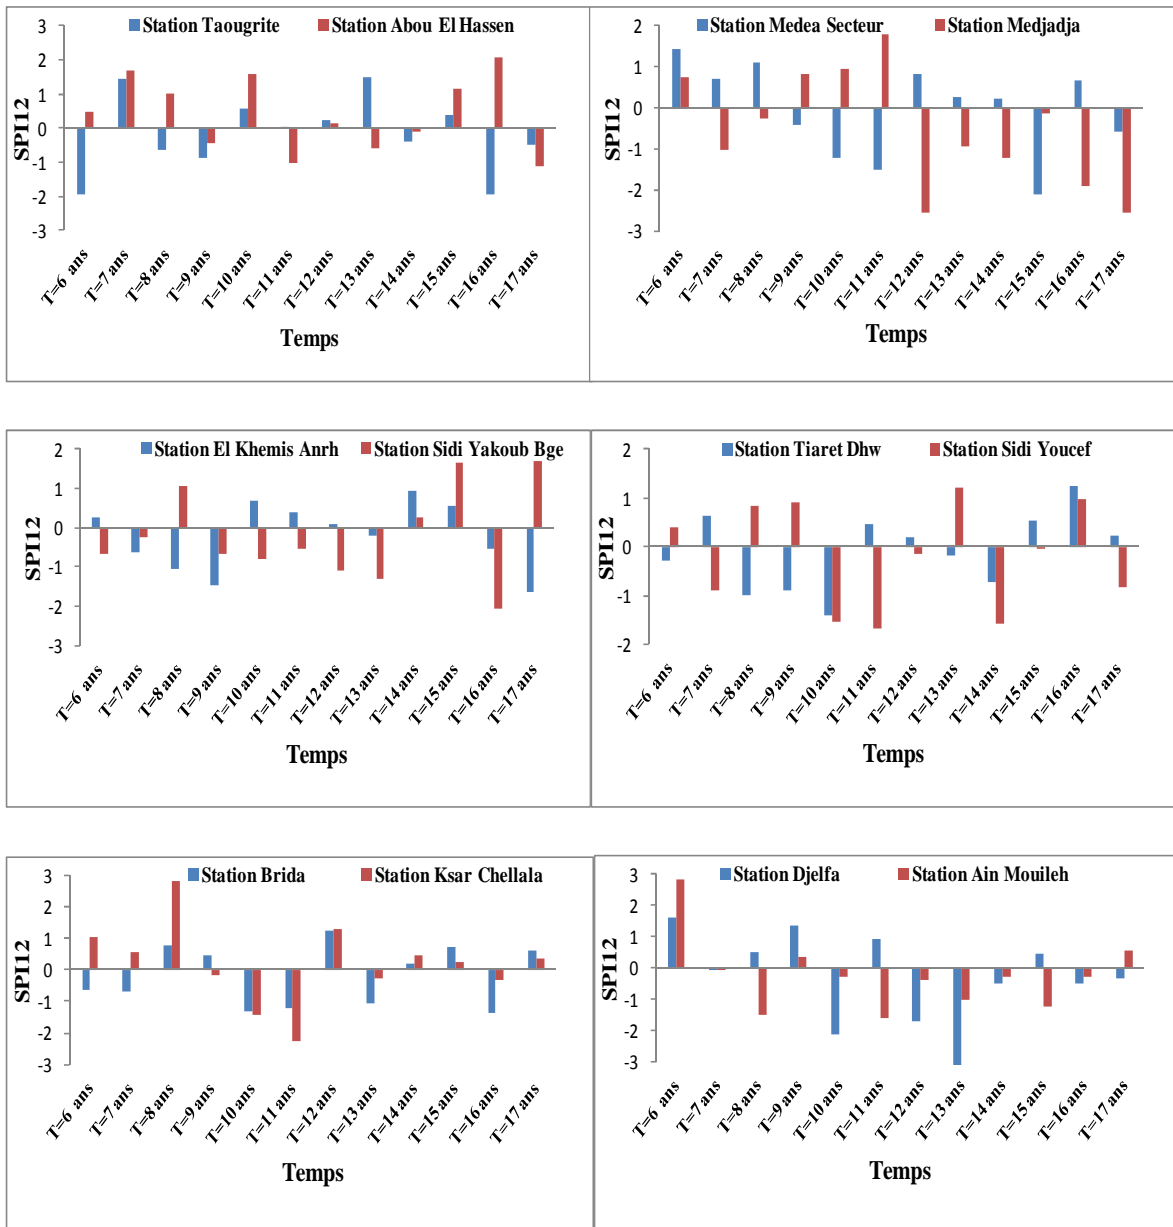 Station Taougrite Station Abou El Hassen
3
2
1
0
-1
-2
-3
SPI12
T=6 ans T=7 ans T=8 ans T=9 ans T=10 ans T=11 ans T=12 ans T=13 ans T=14 ans T=15 ans T=16 ans T=17 ans
Temps
Station Medea Secteur Station Medjadja
2
1
0
-1
-2
-3
SPI12
T=6 ans T=7 ans T=8 ans T=9 ans T=10 ans T=11 ans T=12 ans T=13 ans T=14 ans T=15 ans T=16 ans T=17 ans
Temps
Station El Khemis Anrh Station Sidi Yakoub Bge
2
1
0
-1
-2
-3
SPI12
T=6 ans T=7 ans T=8 ans T=9 ans T=10 ans T=11 ans T=12 ans T=13 ans T=14 ans T=15 ans T=16 ans T=17 ans
Temps
Station Tiaret Dhw Station Sidi Youcef
2
1
0
-1
-2
SPI12
T=6 ans T=7 ans T=8 ans T=9 ans T=10 ans T=11 ans T=12 ans T=13 ans T=14 ans T=15 ans T=16 ans T=17 ans
Temps
Station Brida Station Ksar Chellala
3
2
1
0
-1
-2
-3
SPI12
T=6 ans T=7 ans T=8 ans T=9 ans T=10 ans T=11 ans T=12 ans T=13 ans T=14 ans T=15 ans T=16 ans T=17 ans
Temps
Station Djelfa Station Ain Mouileh
3
2
1
0
-1
-2
-3
SPI12
T=6 ans T=7 ans T=8 ans T=9 ans T=10 ans T=11 ans T=12 ans T=13 ans T=14 ans T=15 ans T=16 ans T=17 ans
Temps